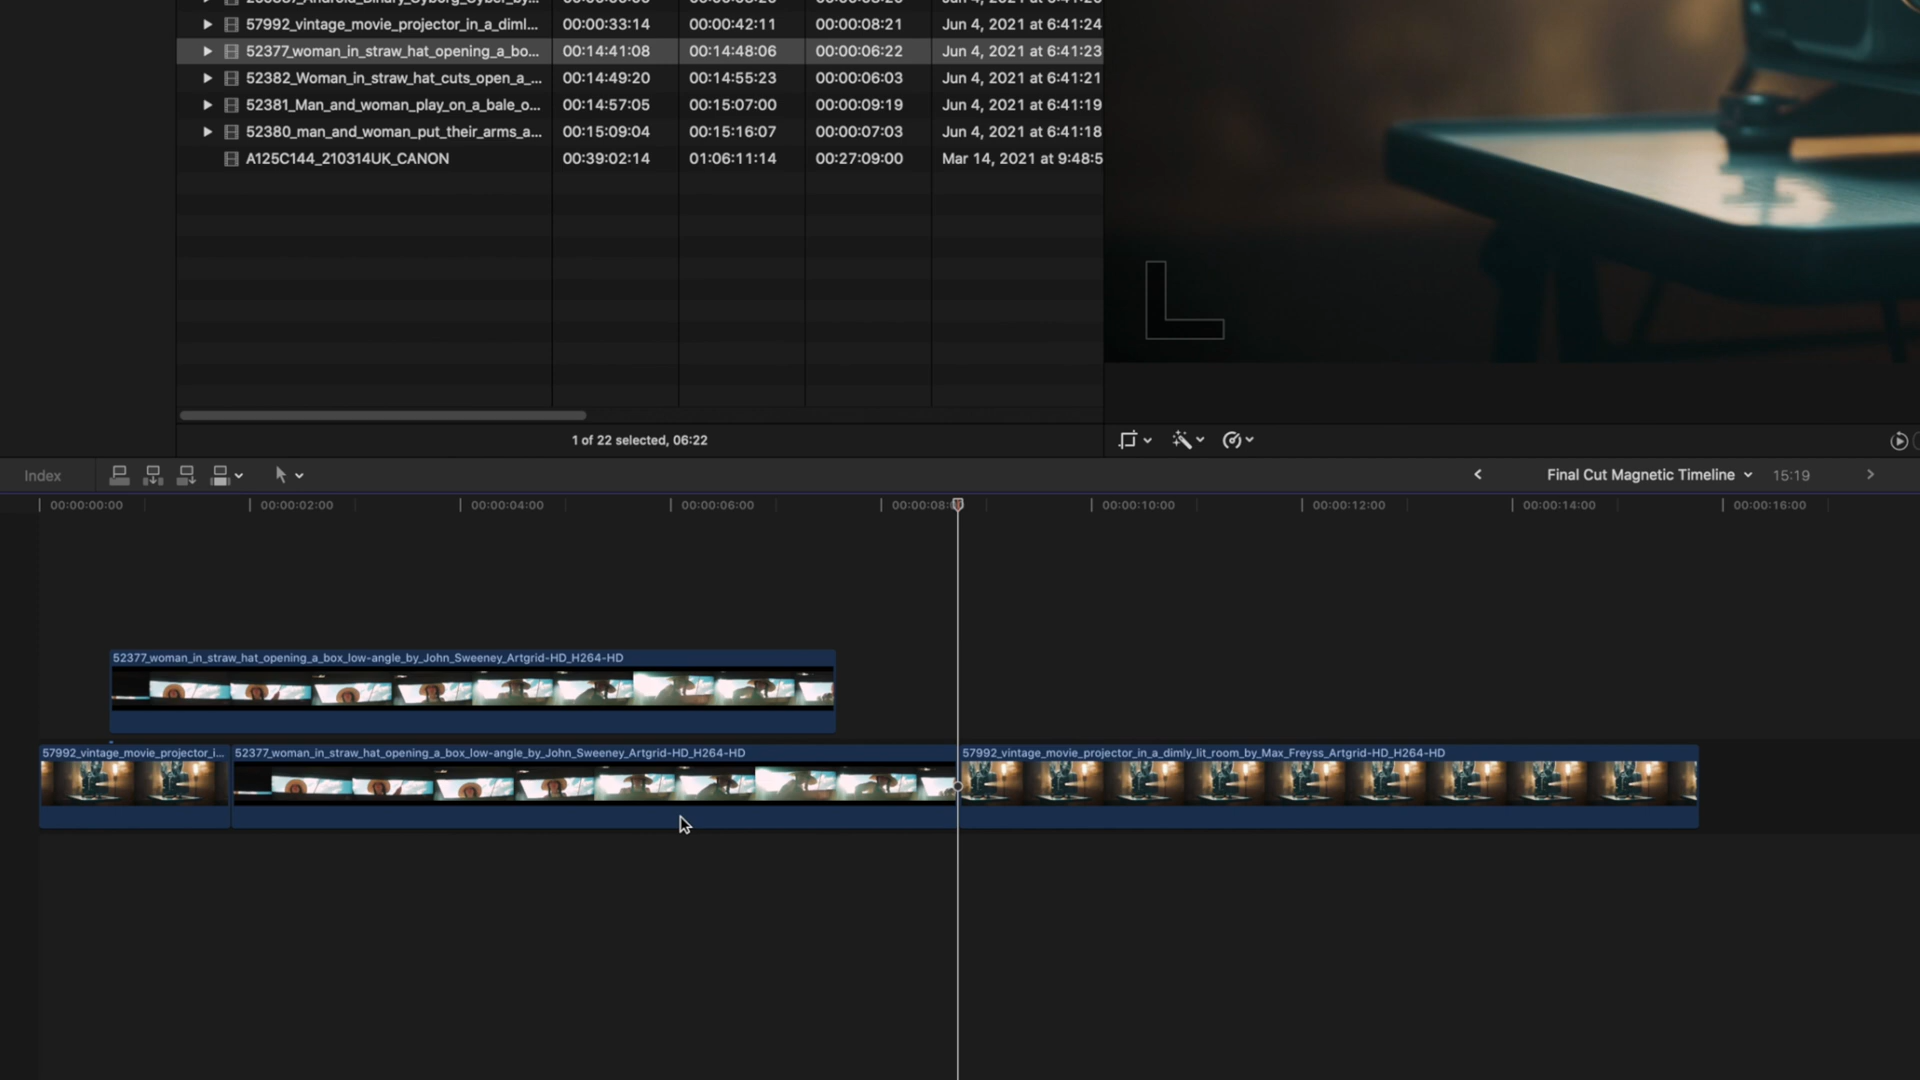 57992_vintage_movie_projector_in_a_diml... 00:00:33:14 00:00:42:11 00:00:08:21 Jun 4, 2021 at 6:41:24
52377_woman_in_straw_hat_opening_a_bo... 00:14:41:08 00:14:48:06 00:00:06:22 Jun 4, 2021 at 6:41:23
52382_Woman_in_straw_hat_cuts_open_a_... 00:14:49:20 00:14:55:23 00:00:06:03 Jun 4, 2021 at 6:41:21
52381_Man_and_woman_play_on_a_bale_o... 00:14:57:05 00:15:07:00 00:00:09:19 Jun 4, 2021 at 6:41:19
52380_man_and_woman_put_their_arms_a... 00:15:09:04 00:15:16:07 00:00:07:03 Jun 4, 2021 at 6:41:18
A125C144_210314UK_CANON 00:39:02:14 01:06:11:14 00:27:09:00 Mar 14, 2021 at 9:48:5
1 of 22 selected, 06:22
Index Final Cut Magnetic Timeline 15:19
00:00:00:00 00:00:02:00 00:00:04:00 00:00:06:00 00:00:08: 00:00:10:00 00:00:12:00 00:00:14:00 00:00:16:00
52377_woman_in_straw_hat_opening_a_box_low-angle_by_John_Sweeney_Artgrid-HD_H264-HD
57992_vintage_movie_projector_i... 52377_woman_in_straw_hat_opening_a_box_low-angle_by_John_Sweeney_Artgrid-HD_H264-HD 57992_vintage_movie_projector_in_a_dimly_lit_room_by_Max_Freyss_Artgrid-HD_H264-HD